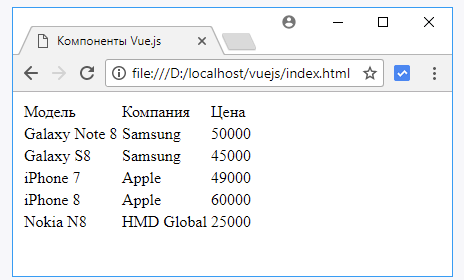 Компоненты Vue.js
file:///D:/localhost/vuejs/index.html
Модель Компания Цена
Galaxy Note 8 Samsung 50000
Galaxy S8 Samsung 45000
iPhone 7 Apple 49000
iPhone 8 Apple 60000
Nokia N8 HMD Global 25000